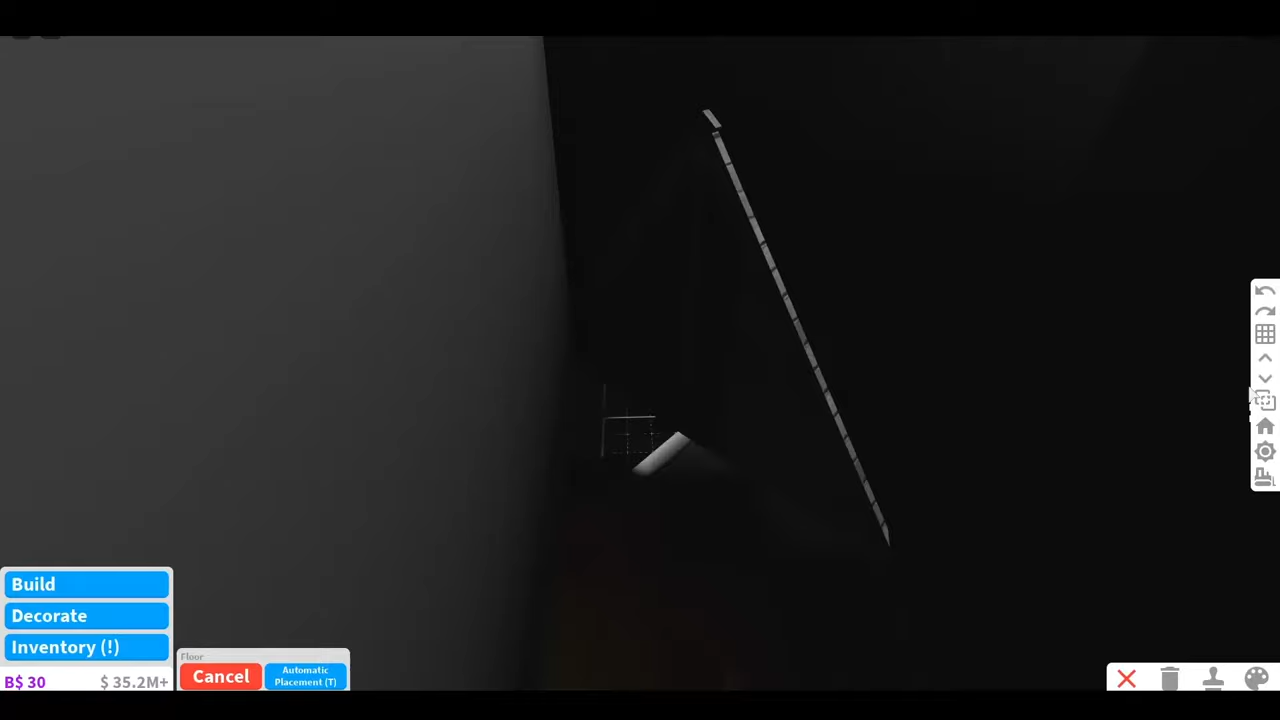 Build
Decorate
Inventory (!)
B$ 30
$ 35.2M+
Floor
Cancel
Automatic
Placement (T)